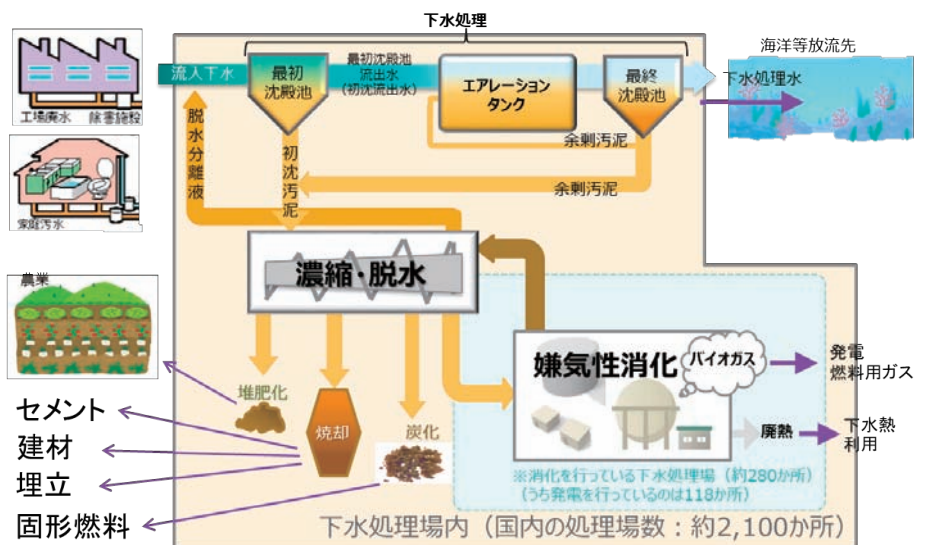 下水処理
工場廃水 除害施設
家庭汚水
流入下水
最初
沈殿池
最初沈殿池
流出水
(初沈流出水)
エアレーション
タンク
最終
沈殿池
下水処理水
海洋等放流先
脱水分離液
初沈汚泥
余剰汚泥
余剰汚泥
濃縮・脱水
嫌気性消化
バイオガス
発電
燃料用ガス
廃熱
下水熱
利用
農業
堆肥化
焼却
炭化
セメント
建材
埋立
固形燃料
※消化を行っている下水処理場(約280か所)
(うち発電を行っているのは118か所)
下水処理場内(国内の処理場数:約2,100か所)